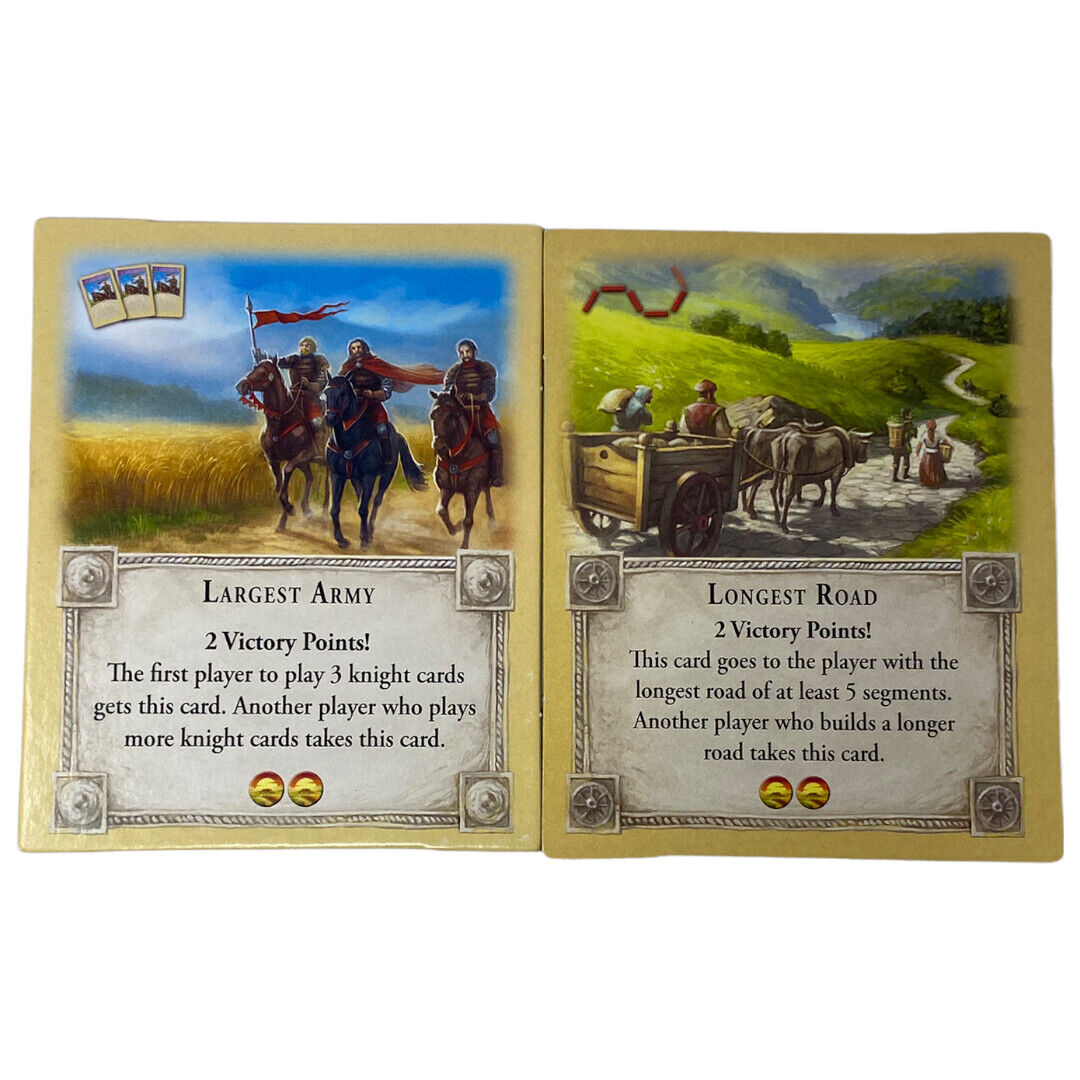 Largest Army
2 Victory Points!
The first player to play 3 knight cards
gets this card. Another player who plays
more knight cards takes this card.
Longest Road
2 Victory Points!
This card goes to the player with the
longest road of at least 5 segments.
Another player who builds a longer
road takes this card.